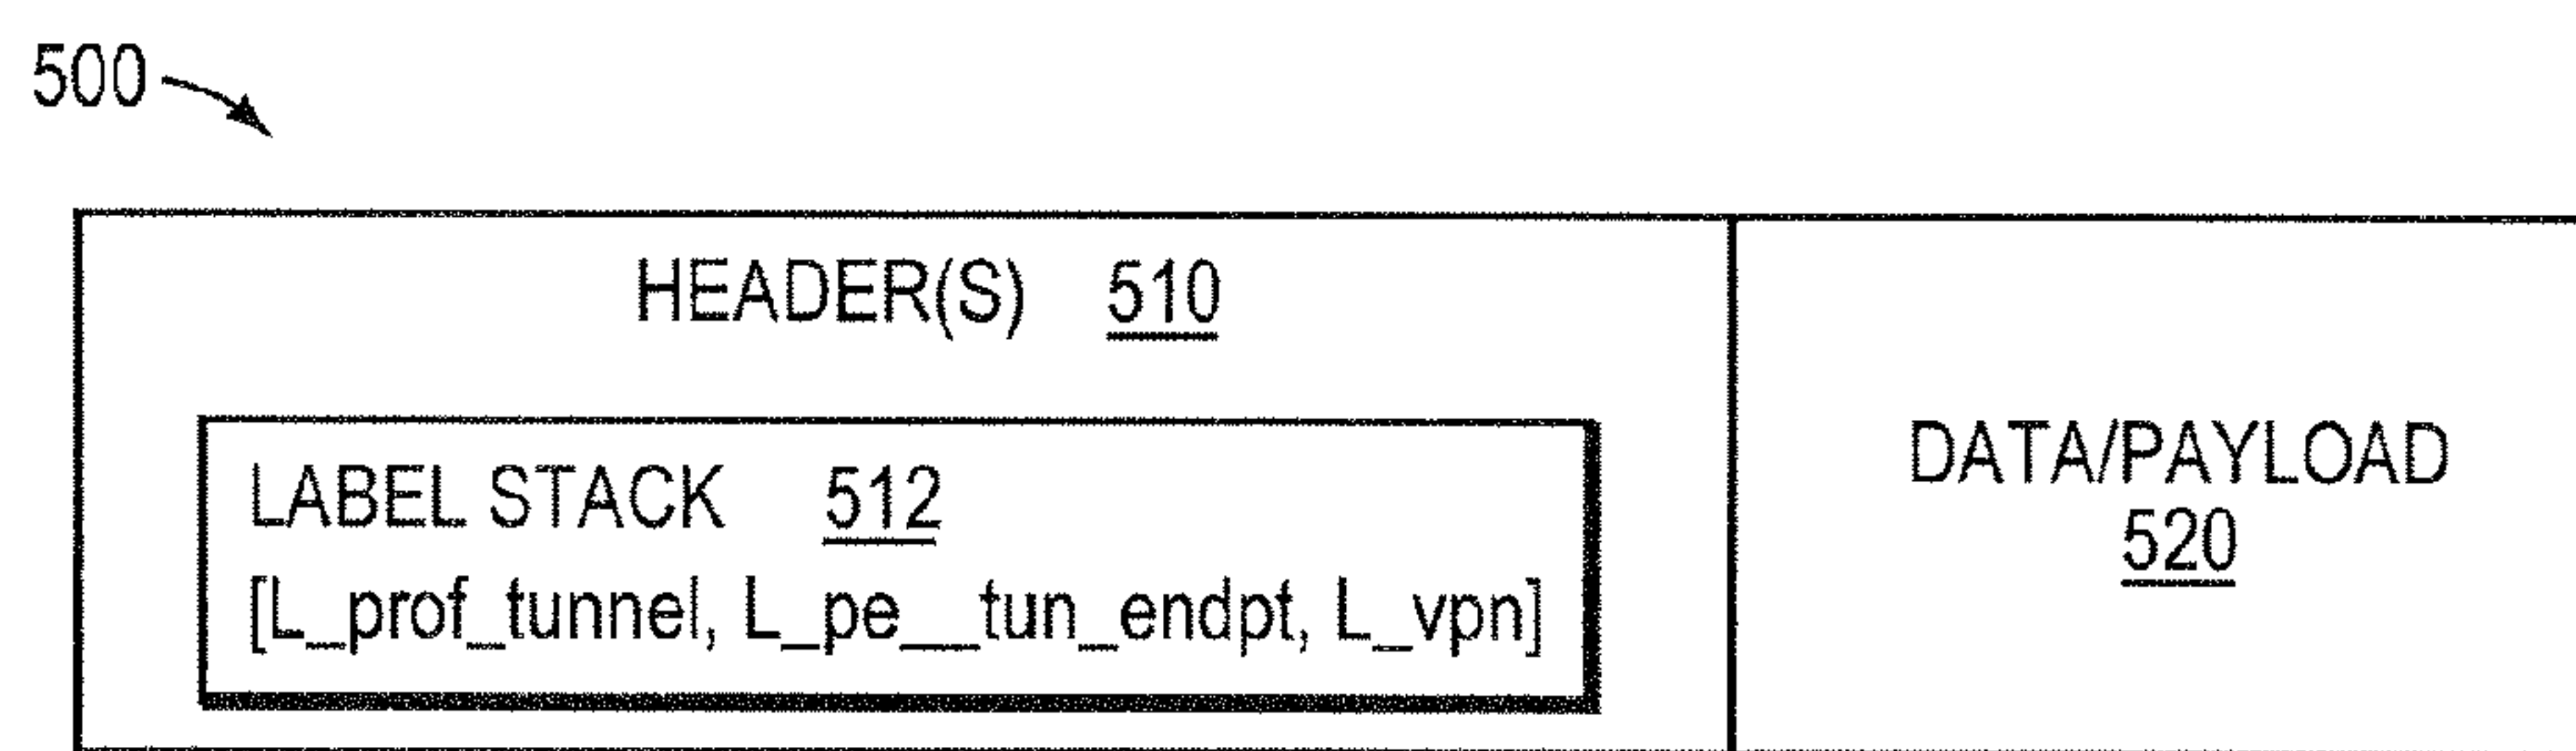 500
HEADER(S) 510
LABEL STACK 512
[L_prof_tunnel, L_pe__tun_endpt, L_vpn]
DATA/PAYLOAD
520